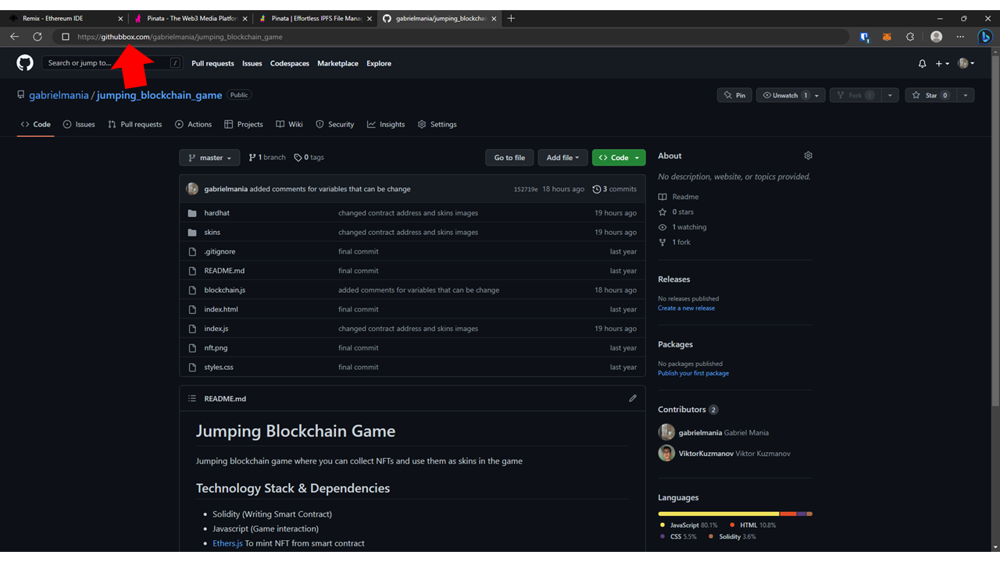 Remix - Ethereum IDE
Pinata - The Web3 Media Platfor
Pinata | Effortless IPFS File Mana
gabrielmania/jumping_blockchai
https://githubbox.com/gabrielmania/jumping_blockchain_game
1
Search or jump to... /
Pull requests Issues Codespaces Marketplace Explore
gabrielmania / jumping_blockchain_game Public
Pin Unwatch 1 Fork 1 Star 0
Code Issues Pull requests Actions Projects Wiki Security Insights Settings
master 1 branch 0 tags Go to file Add file Code
gabrielmania added comments for variables that can be change 152719e 18 hours ago 3 commits
hardhat changed contract address and skins images 19 hours ago
skins changed contract address and skins images 19 hours ago
.gitignore final commit last year
README.md final commit last year
blockchain.js added comments for variables that can be change 18 hours ago
index.html final commit last year
index.js changed contract address and skins images 19 hours ago
nft.png final commit last year
styles.css final commit last year
README.md
Jumping Blockchain Game
Jumping blockchain game where you can collect NFTs and use them as skins in the game
Technology Stack & Dependencies
Solidity (Writing Smart Contract)
Javascript (Game interaction)
Ethers.js To mint NFT from smart contract
About
No description, website, or topics provided.
Readme
0 stars
1 watching
1 fork
Releases
No releases published
Create a new release
Packages
No packages published
Publish your first package
Contributors 2
gabrielmania Gabriel Mania
ViktorKuzmanov Viktor Kuzmanov
Languages
JavaScript 80.1% HTML 10.8%
CSS 5.5% Solidity 3.6%